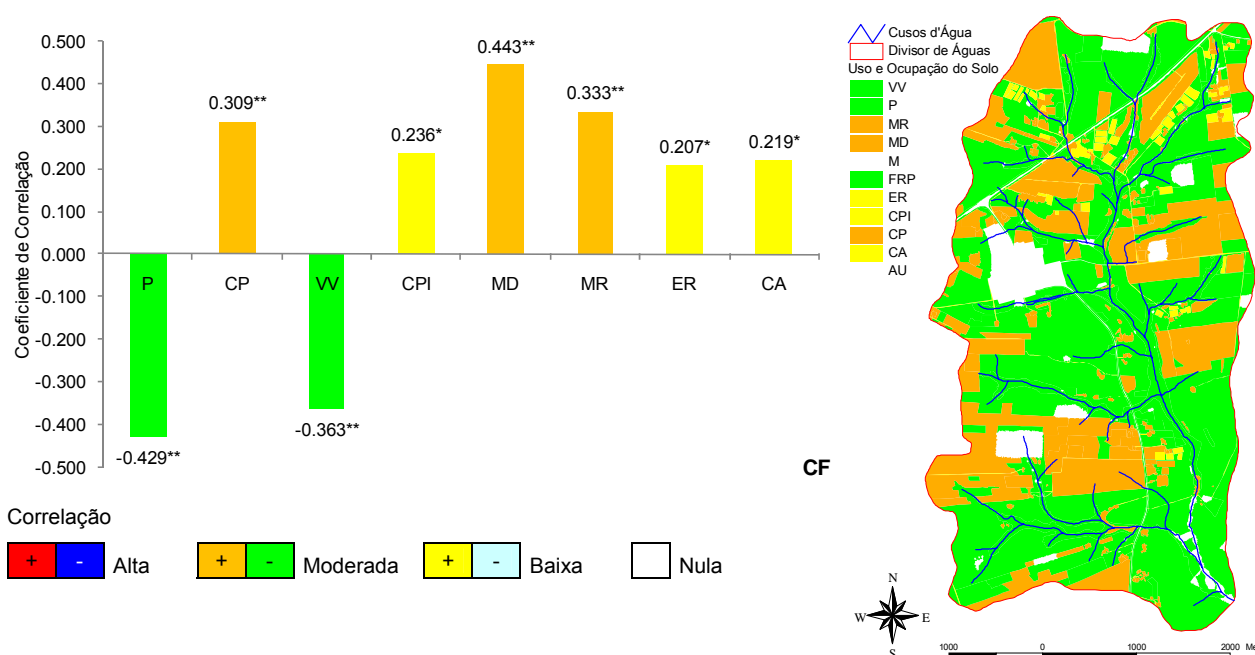 0.500
0.400
0.300
0.200
0.100
0.000
-0.100
-0.200
-0.300
-0.400
-0.500
Coeficiente de Correlação
-0.429**
0.309**
-0.363**
0.236*
0.443**
0.333**
0.207*
0.219*
P CP VV CPI MD MR ER CA
CF
Correlação
+ - Alta
+ - Moderada
+ - Baixa
Nula
Cusos d'Água
Divisor de Águas
Uso e Ocupação do Solo
VV
P
MR
MD
M
FRP
ER
CPI
CP
CA
AU
N
W E
S
1000 0 1000 2000